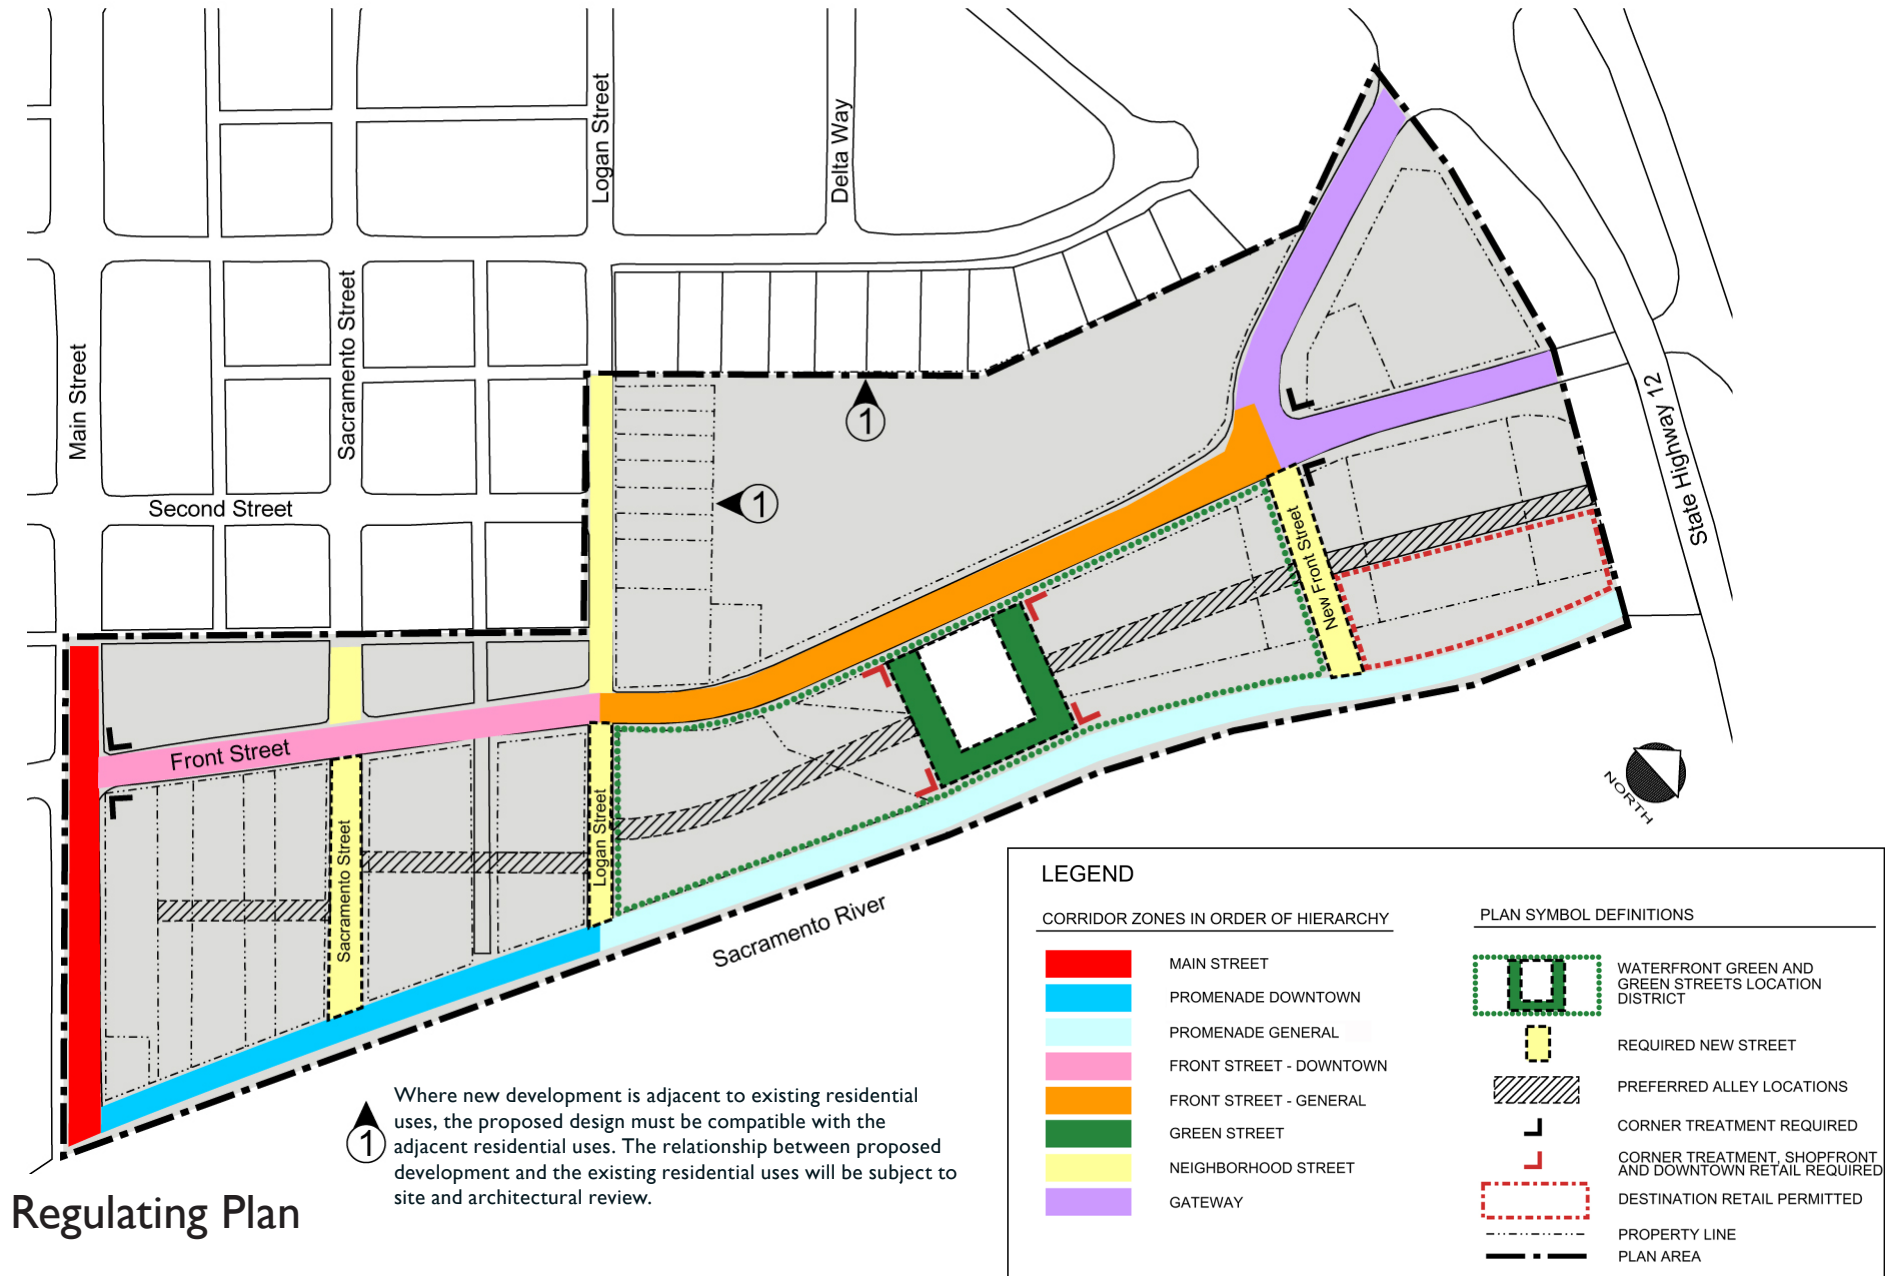 Logan Street
Delta Way
Main Street
Sacramento Street
Second Street
1
1
State Highway 12
New Front Street
Front Street
Sacramento Street
Logan Street
Sacramento River
NORTH
1
Where new development is adjacent to existing residential
uses, the proposed design must be compatible with the
adjacent residential uses. The relationship between proposed
development and the existing residential uses will be subject to
site and architectural review.
Regulating Plan
LEGEND
CORRIDOR ZONES IN ORDER OF HIERARCHY
MAIN STREET
PROMENADE DOWNTOWN
PROMENADE GENERAL
FRONT STREET - DOWNTOWN
FRONT STREET - GENERAL
GREEN STREET
NEIGHBORHOOD STREET
GATEWAY
PLAN SYMBOL DEFINITIONS
WATERFRONT GREEN AND
GREEN STREETS LOCATION
DISTRICT
REQUIRED NEW STREET
PREFERRED ALLEY LOCATIONS
CORNER TREATMENT REQUIRED
CORNER TREATMENT, SHOPFRONT
AND DOWNTOWN RETAIL REQUIRED
DESTINATION RETAIL PERMITTED
PROPERTY LINE
PLAN AREA